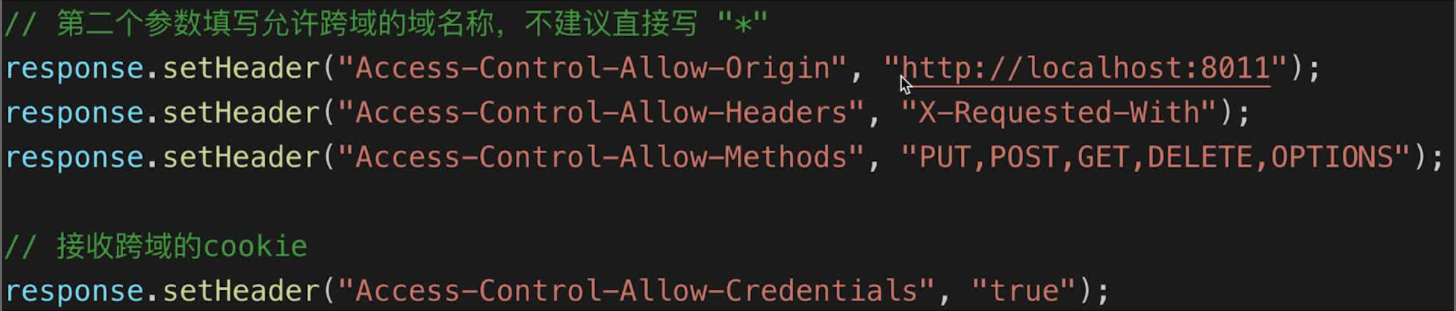 // 第二个参数填写允许跨域的域名称，不建议直接写 "*"
response.setHeader("Access-Control-Allow-Origin", "http://localhost:8011");
response.setHeader("Access-Control-Allow-Headers", "X-Requested-With");
response.setHeader("Access-Control-Allow-Methods", "PUT,POST,GET,DELETE,OPTIONS");
// 接收跨域的cookie
response.setHeader("Access-Control-Allow-Credentials", "true");